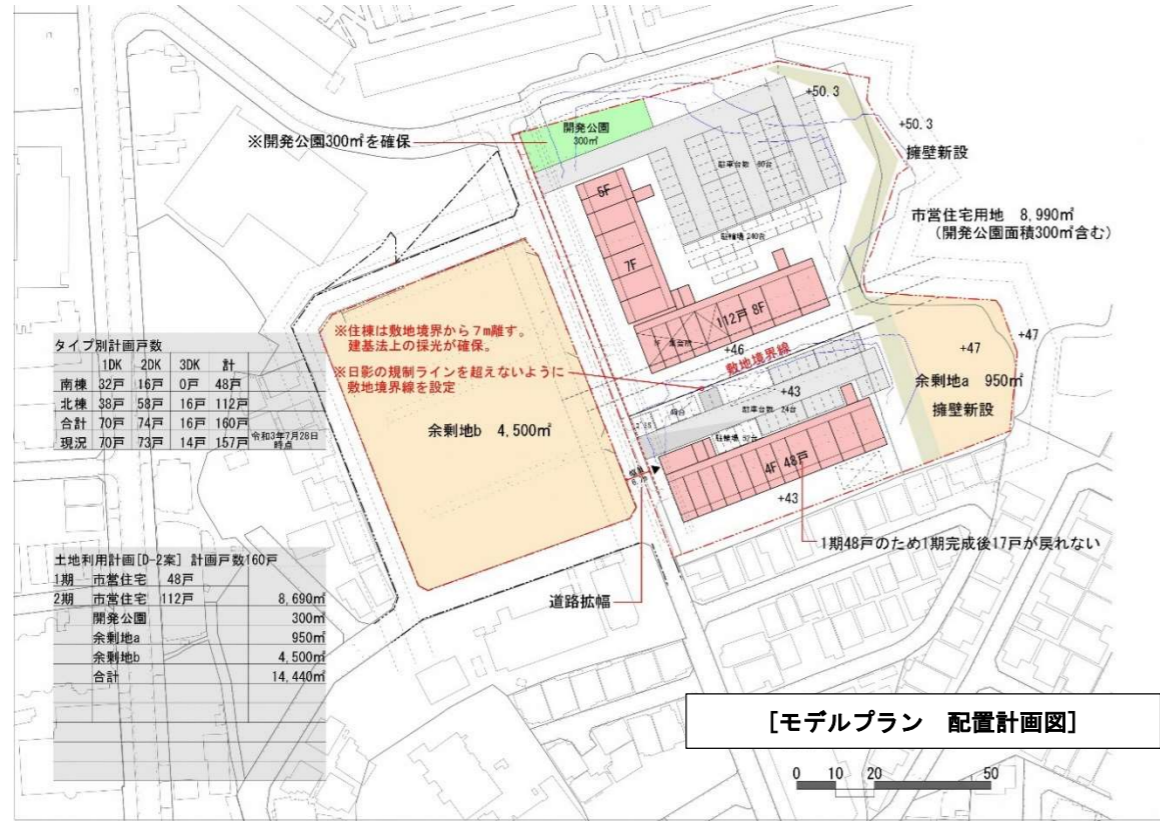 ※開発公園300㎡を確保
開発公園
300㎡
+50.3
+50.3
擁壁新設
市営住宅用地 8,990㎡
(開発公園面積300㎡含む)
5F
7F
112戸 8F
+46
敷地境界線
+43
※住棟は敷地境界から7m離す。
建基法上の採光が確保。
※日影の規制ラインを超えないように
敷地境界線を設定
余剰地b 4,500㎡
+47
+47
余剰地a 950㎡
擁壁新設
駐車台数 24台
4F 48戸
+43
1期48戸のため1期完成後17戸が戻れない
道路拡幅
タイプ別計画戸数
1DK 2DK 3DK 計
南棟 32戸 16戸 0戸 48戸
北棟 38戸 58戸 16戸 112戸
合計 70戸 74戸 16戸 160戸
現況 70戸 73戸 14戸 157戸 令和3年7月28日
時点
土地利用計画[D-2案] 計画戸数160戸
1期 市営住宅 48戸
2期 市営住宅 112戸 8,690㎡
開発公園 300㎡
余剰地a 950㎡
余剰地b 4,500㎡
合計 14,440㎡
[モデルプラン 配置計画図]
0 10 20 50